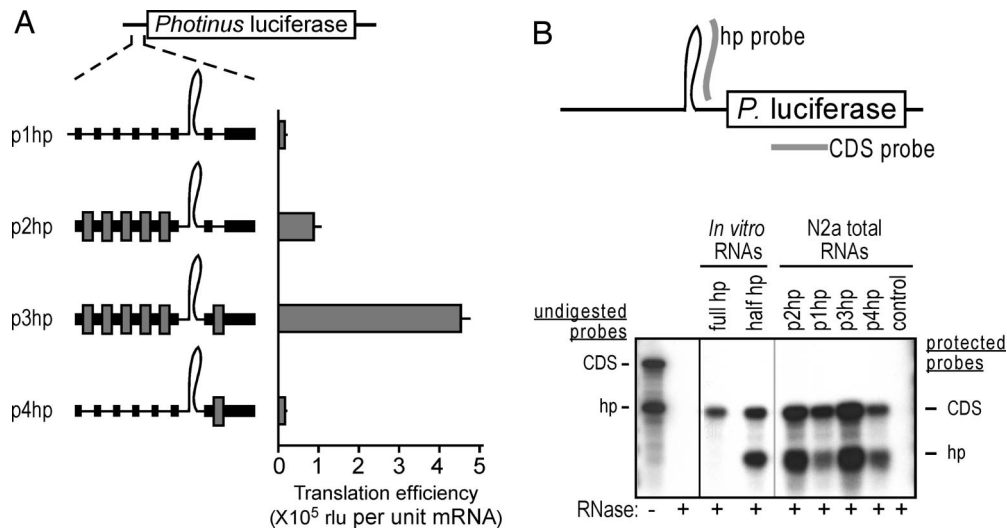 A
Photinus luciferase
p1hp
p2hp
p3hp
p4hp
0 1 2 3 4 5
Translation efficiency
(X10⁵ rlu per unit mRNA)
B
hp probe
P. luciferase
CDS probe
In vitro
RNAs
N2a total
RNAs
undigested
probes
full hp
half hp
p2hp
p1hp
p3hp
p4hp
control
protected
probes
CDS
hp
CDS
hp
RNase: - + + + + + + + +